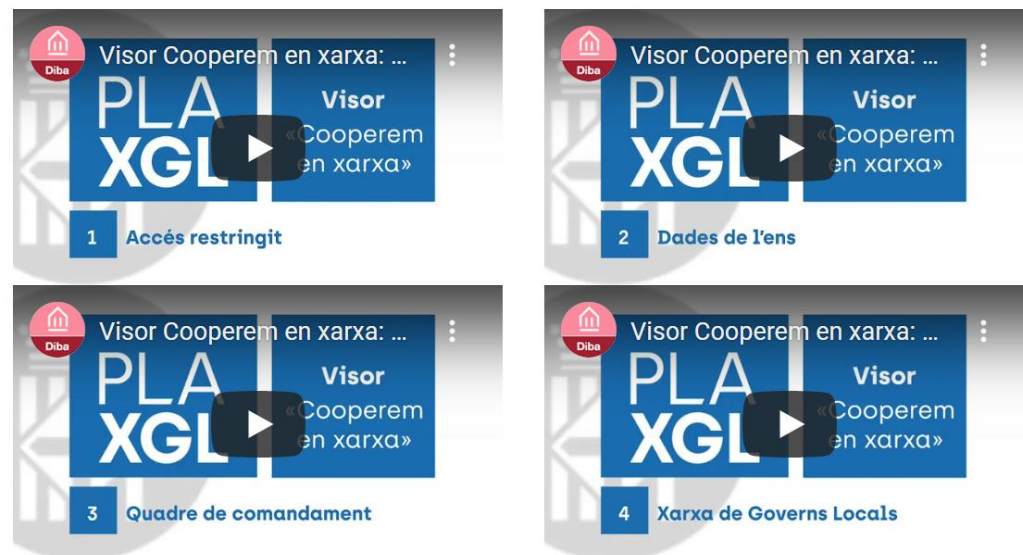 Diba
Visor Cooperem en xarxa: ...
PLA
XGL
Visor
«Cooperem
en xarxa»
1 Accés restringit
Diba
Visor Cooperem en xarxa: ...
PLA
XGL
Visor
«Cooperem
en xarxa»
2 Dades de l'ens
Diba
Visor Cooperem en xarxa: ...
PLA
XGL
Visor
«Cooperem
en xarxa»
3 Quadre de comandament
Diba
Visor Cooperem en xarxa: ...
PLA
XGL
Visor
«Cooperem
en xarxa»
4 Xarxa de Governs Locals